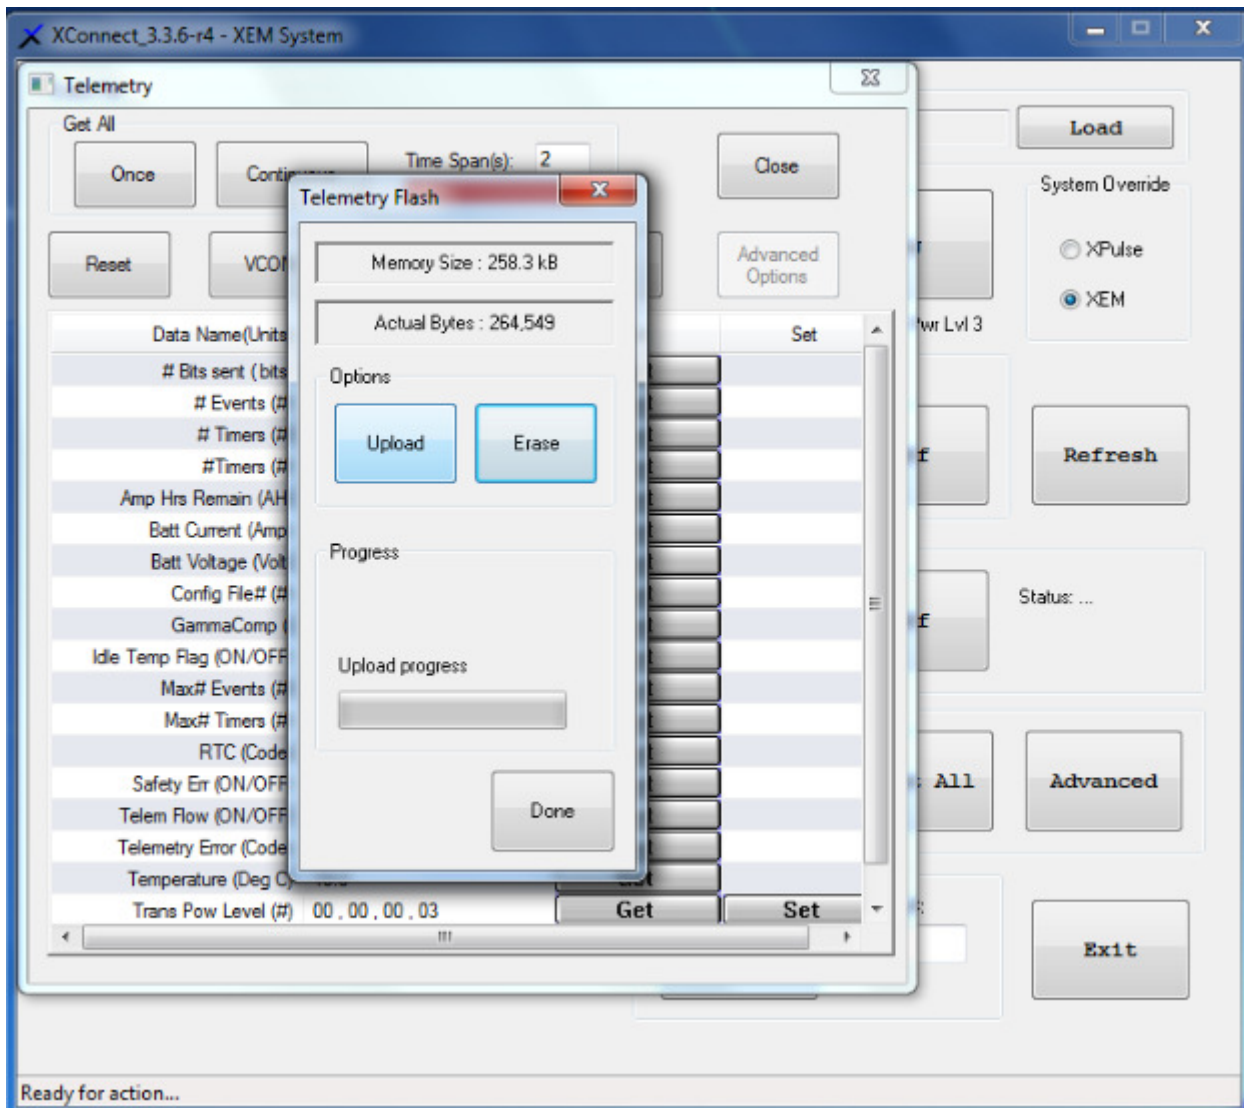 XConnect_3.3.6-r4 - XEM System
Telemetry
Get All
Once
Time Span(s): 2
Close
Load
System Override
XPulse
XEM
Reset
Advanced
Options
Telemetry Flash
Memory Size : 258.3 kB
Actual Bytes : 264,549
Options
Upload
Erase
Progress
Upload progress
Done
Data Name(Units
Set
# Bits sent ( bits
# Events (#
# Timers (#
#Timers (#
Amp Hrs Remain (AH
Batt Current (Amp
Batt Voltage (Volt
Config File# (#
GammaComp (
Idle Temp Flag (ON/OFF
Max# Events (#
Max# Timers (#
RTC (Code
Safety Err (ON/OFF
Telem Flow (ON/OFF
Telemetry Error (Code
Temperature (Deg C)
Trans Pow Level (#) 00 , 00 , 00 , 03 Get Set
Pwr Lvl 3
Refresh
Status: ...
All
Advanced
Exit
Ready for action...